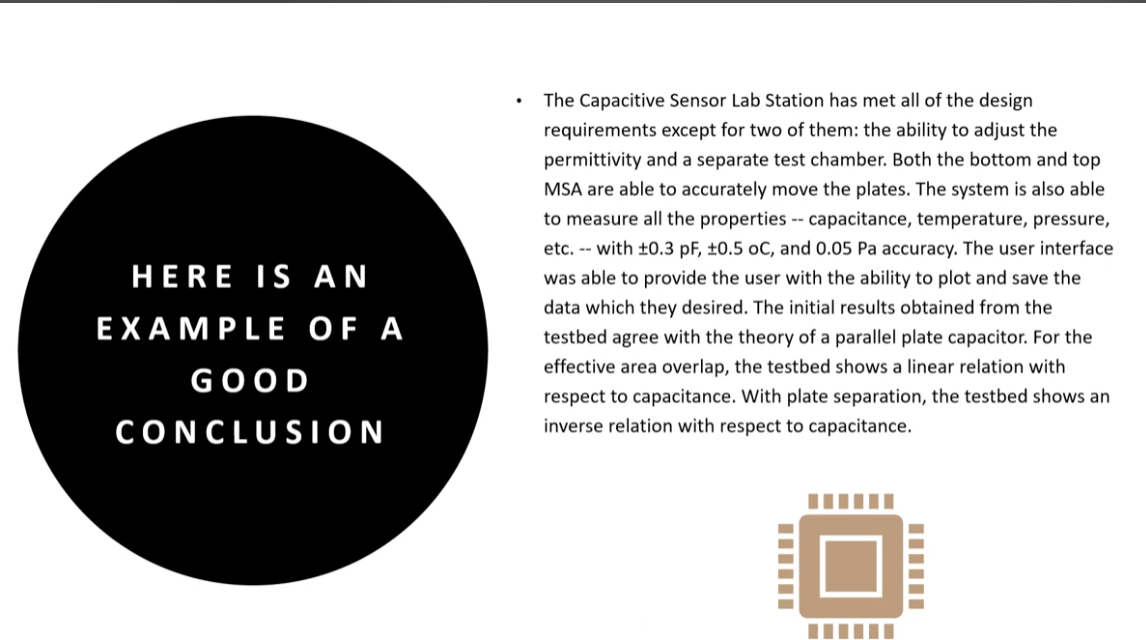 HERE IS AN
EXAMPLE OF A
GOOD
CONCLUSION
• The Capacitive Sensor Lab Station has met all of the design
requirements except for two of them: the ability to adjust the
permittivity and a separate test chamber. Both the bottom and top
MSA are able to accurately move the plates. The system is also able
to measure all the properties -- capacitance, temperature, pressure,
etc. -- with ±0.3 pF, ±0.5 oC, and 0.05 Pa accuracy. The user interface
was able to provide the user with the ability to plot and save the
data which they desired. The initial results obtained from the
testbed agree with the theory of a parallel plate capacitor. For the
effective area overlap, the testbed shows a linear relation with
respect to capacitance. With plate separation, the testbed shows an
inverse relation with respect to capacitance.